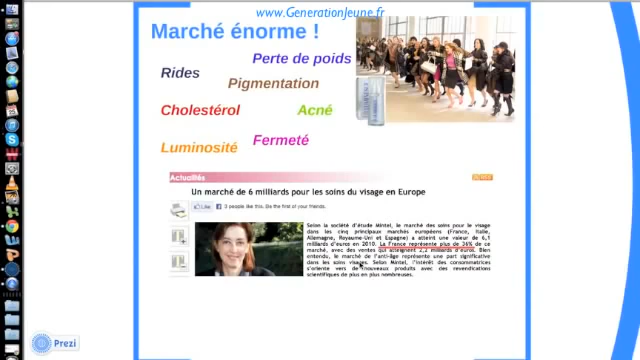 www.GenerationJeune.fr
Marché énorme !
Perte de poids
Rides
Pigmentation
Cholestérol
Acné
Luminosité
Fermeté
Actualités
Un marché de 6 milliards pour les soins du visage en Europe
Like
3 people like this. Be the first of your friends.
Selon la société d'étude Mintel, le marché des soins pour le visage
dans les cinq principaux marchés européens (France, Italie,
Allemagne, Royaume-Uni et Espagne) a atteint une valeur de 6,1
milliards d'euros en 2010. La France représente plus de 36% de ce
marché, avec des ventes qui atteignent 2,2 milliards d'euros. Bien
entendu, le marché de l'anti-âge représente une part significative
dans les soins visages. Selon Mintel, l'intérêt des consommatrices
s'oriente vers de nouveaux produits avec des revendications
scientifiques de plus en plus nombreuses.
Prezi